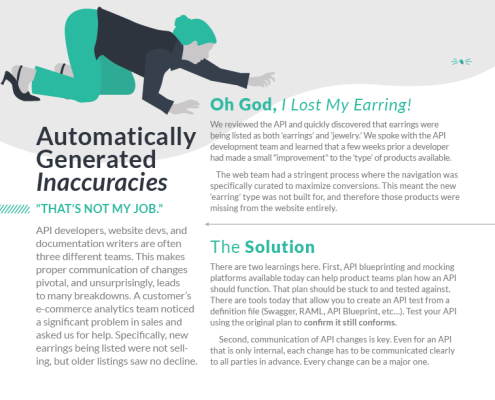 Automatically
Generated
Inaccuracies
"THAT'S NOT MY JOB."
API developers, website devs, and
documentation writers are often
three different teams. This makes
proper communication of changes
pivotal, and unsurprisingly, leads
to many breakdowns. A customer's
e-commerce analytics team noticed
a significant problem in sales and
asked us for help. Specifically, new
earrings being listed were not sell-
ing, but older listings saw no decline.
Oh God, I Lost My Earring!
We reviewed the API and quickly discovered that earrings were
being listed as both 'earrings' and 'jewelry.' We spoke with the API
development team and learned that a few weeks prior a developer
had made a small "improvement" to the 'type' of products available.
The web team had a stringent process where the navigation was
specifically curated to maximize conversions. This meant the new
'earring' type was not built for, and therefore those products were
missing from the website entirely.
The Solution
There are two learnings here. First, API blueprinting and mocking
platforms available today can help product teams plan how an API
should function. That plan should be stuck to and tested against.
There are tools today that allow you to create an API test from a
definition file (Swagger, RAML, API Blueprint, etc...). Test your API
using the original plan to confirm it still conforms.
Second, communication of API changes is key. Even for an API
that is only internal, each change has to be communicated clearly
to all parties in advance. Every change can be a major one.